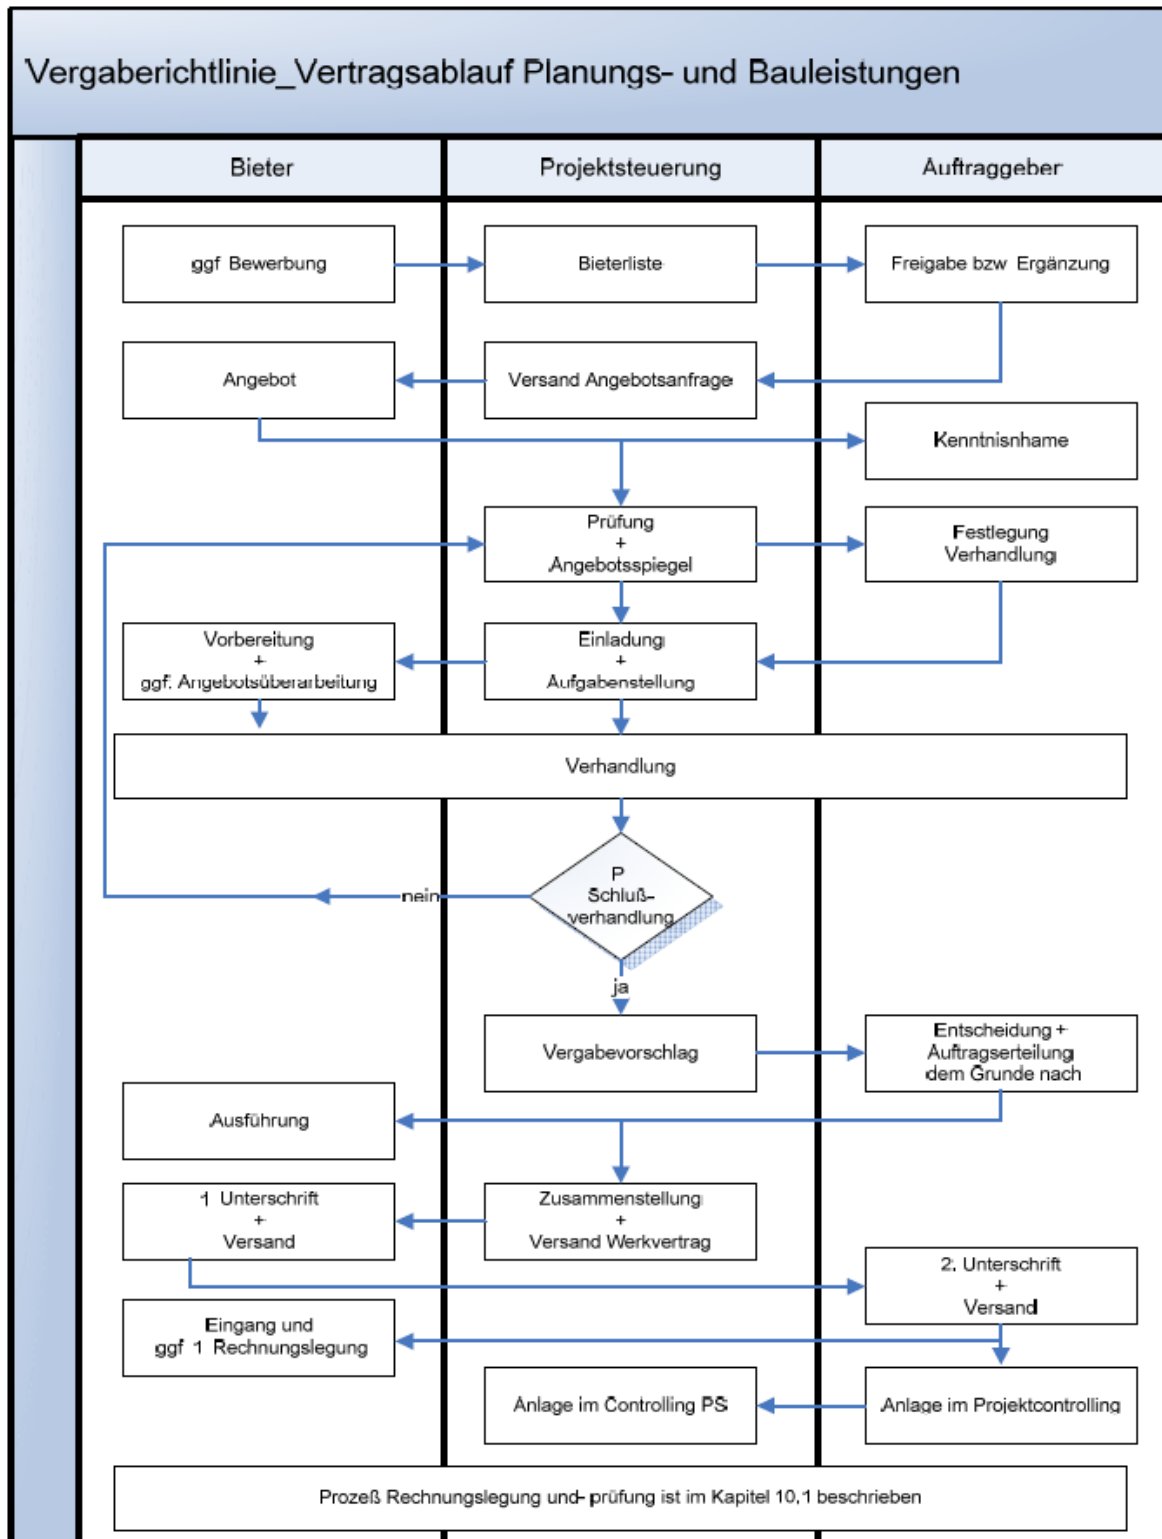 Vergaberichtlinie_Vertragsablauf Planungs- und Bauleistungen
Bieter
Projektsteuerung
Auftraggeber
ggf Bewerbung
Bieterliste
Freigabe bzw Ergänzung
Angebot
Versand Angebotsanfrage
Kenntnisnhame
Prüfung
+
Angebotsspiegel
Festlegung
Verhandlung
Vorbereitung
+
ggf. Angebotsüberarbeitung
Einladung
+
Aufgabenstellung
Verhandlung
P
Schluß-
verhandlung
nein
ja
Vergabevorschlag
Entscheidung +
Auftragserteilung
dem Grunde nach
Ausführung
1 Unterschrift
+
Versand
Zusammenstellung
+
Versand Werkvertrag
2. Unterschrift
+
Versand
Eingang und
ggf 1 Rechnungslegung
Anlage im Controlling PS
Anlage im Projektcontrolling
Prozeß Rechnungslegung und- prüfung ist im Kapitel 10.1 beschrieben